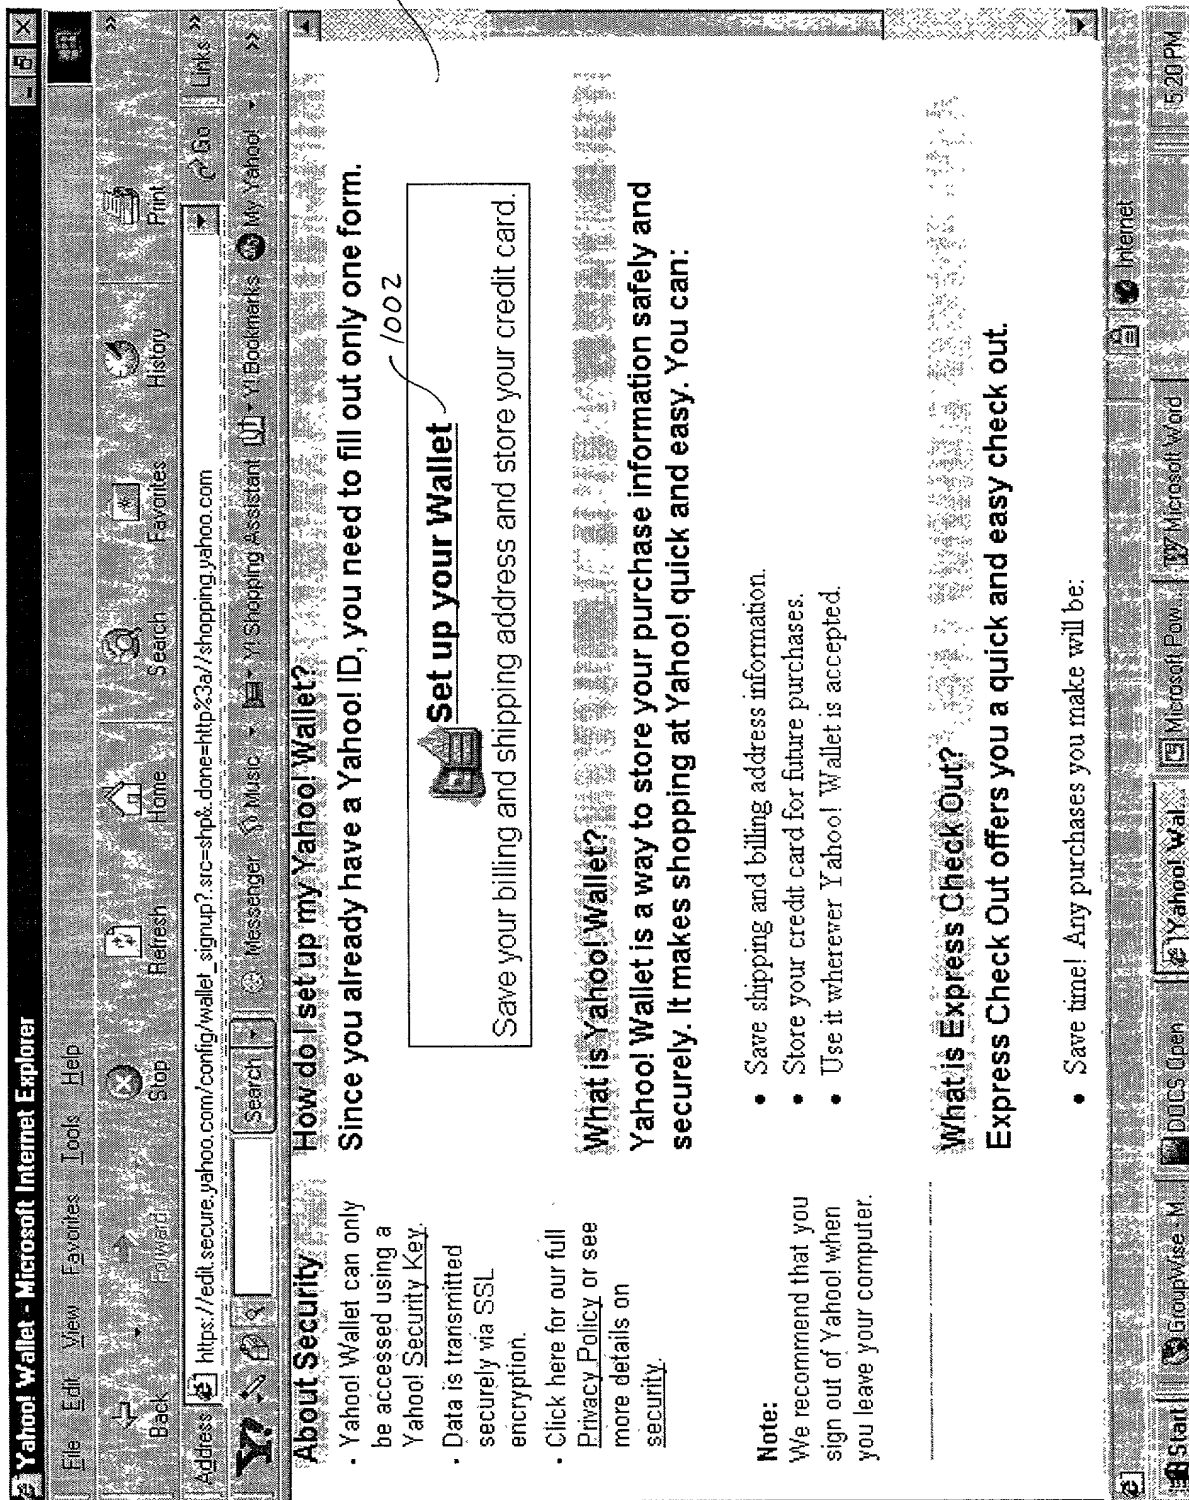 Yahoo! Wallet - Microsoft Internet Explorer
File Edit View Favorites Tools Help
Back Forward Stop Refresh Home Search Favorites History Print
Address https://edit.secure.yahoo.com/config/wallet_signup?.src=shp&.done=http%3a//shopping.yahoo.com Go Links »
Y! Search Messenger Music Y! Shopping Assistant Y! Bookmarks My Yahoo! »
About Security
· Yahoo! Wallet can only
be accessed using a
Yahoo! Security Key.
· Data is transmitted
securely via SSL
encryption.
· Click here for our full
Privacy Policy or see
more details on
security.
Note:
We recommend that you
sign out of Yahoo! when
you leave your computer.
How do I set up my Yahoo! Wallet?
Since you already have a Yahoo! ID, you need to fill out only one form.
1002
Set up your Wallet
Save your billing and shipping address and store your credit card.
What is Yahoo! Wallet?
Yahoo! Wallet is a way to store your purchase information safely and
securely. It makes shopping at Yahoo! quick and easy. You can:
• Save shipping and billing address information.
• Store your credit card for future purchases.
• Use it wherever Yahoo! Wallet is accepted.
What is Express Check Out?
Express Check Out offers you a quick and easy check out.
• Save time! Any purchases you make will be:
Internet
Start GroupWise - M... DOCS Open Yahoo! Wal... Microsoft Pow... Microsoft Word 5:20 PM